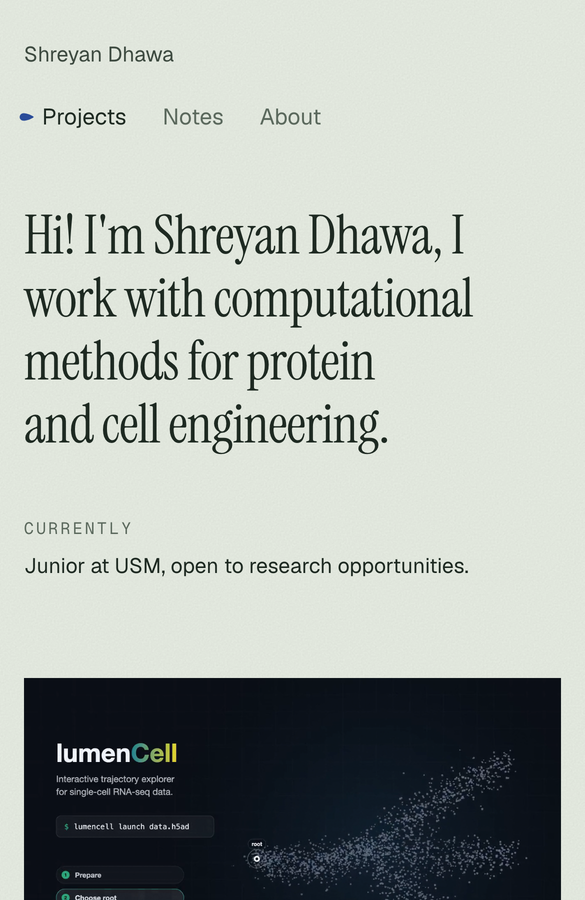 Shreyan Dhawa
Projects Notes About
Hi! I'm Shreyan Dhawa, I
work with computational
methods for protein
and cell engineering.
CURRENTLY
Junior at USM, open to research opportunities.
lumenCell
Interactive trajectory explorer
for single-cell RNA-seq data.
$ lumencell launch data.h5ad
root
1 Prepare
2 Choose root